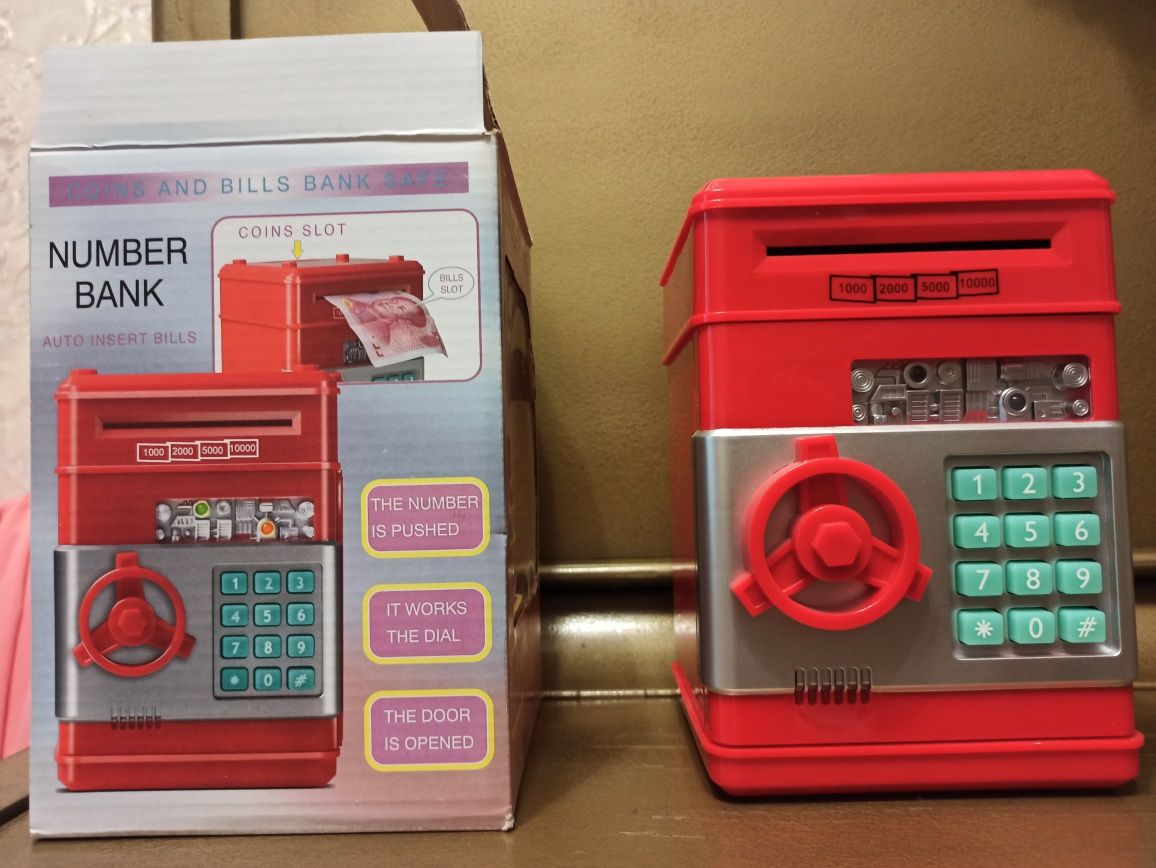 COINS AND BILLS BANK SAFE
NUMBER
BANK
AUTO INSERT BILLS
COINS SLOT
BILLS
SLOT
1000 2000 5000 10000
1 2 3
4 5 6
7 8 9
* 0 #
THE NUMBER
IS PUSHED
IT WORKS
THE DIAL
THE DOOR
IS OPENED
1000 2000 5000 10000
1 2 3
4 5 6
7 8 9
* 0 #